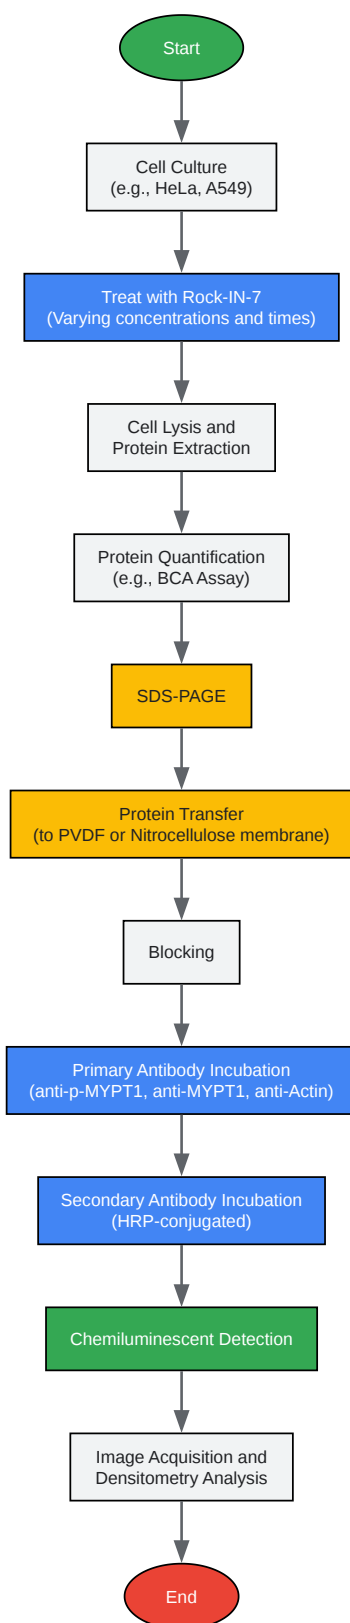 Start
Cell Culture
(e.g., HeLa, A549)
Treat with Rock-IN-7
(Varying concentrations and times)
Cell Lysis and
Protein Extraction
Protein Quantification
(e.g., BCA Assay)
SDS-PAGE
Protein Transfer
(to PVDF or Nitrocellulose membrane)
Blocking
Primary Antibody Incubation
(anti-p-MYPT1, anti-MYPT1, anti-Actin)
Secondary Antibody Incubation
(HRP-conjugated)
Chemiluminescent Detection
Image Acquisition and
Densitometry Analysis
End